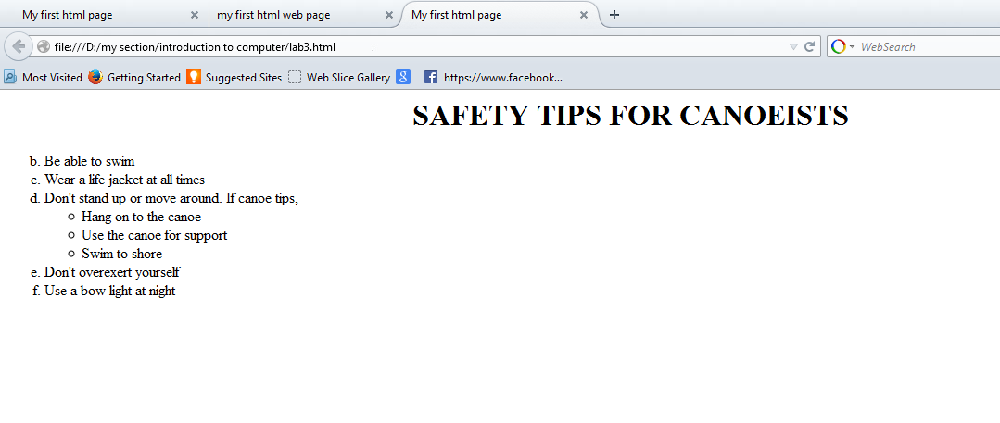 My first html page
my first html web page
My first html page
file:///D:/my section/introduction to computer/lab3.html
WebSearch
Most Visited
Getting Started
Suggested Sites
Web Slice Gallery
https://www.facebook...
SAFETY TIPS FOR CANOEISTS
b. Be able to swim
c. Wear a life jacket at all times
d. Don't stand up or move around. If canoe tips,
Hang on to the canoe
Use the canoe for support
Swim to shore
e. Don't overexert yourself
f. Use a bow light at night